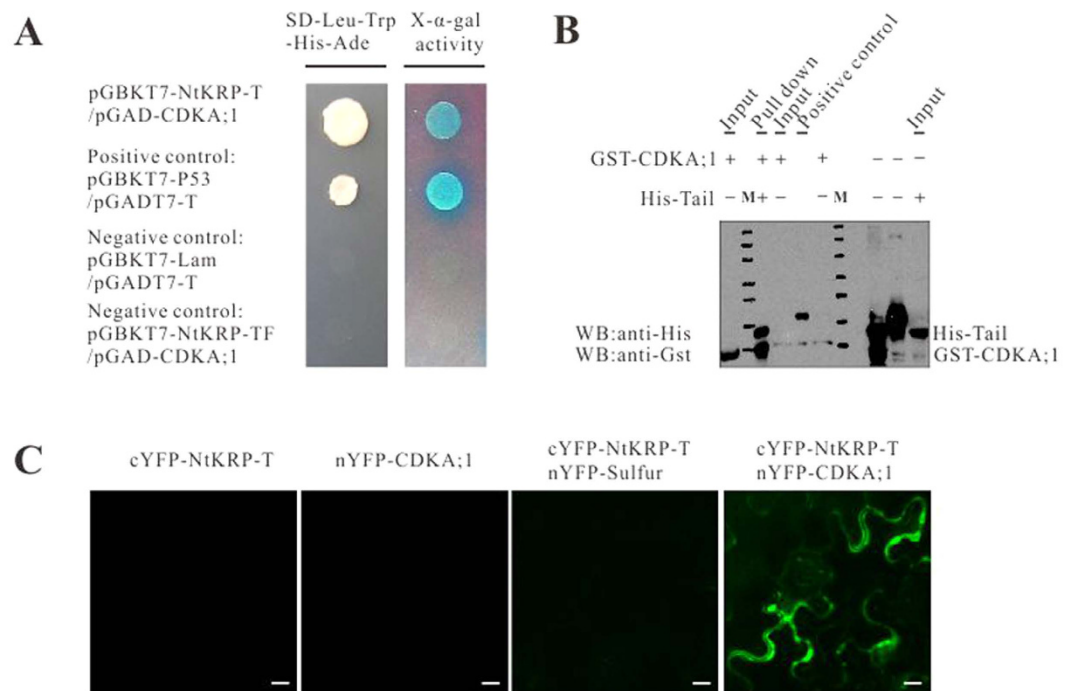 A
SD-Leu-Trp
-His-Ade
X-α-gal
activity
pGBKT7-NtKRP-T
/pGAD-CDKA;1
Positive control:
pGBKT7-P53
/pGADT7-T
Negative control:
pGBKT7-Lam
/pGADT7-T
Negative control:
pGBKT7-NtKRP-TF
/pGAD-CDKA;1
B
Input
Pull down
Input
Positive control
Input
GST-CDKA;1 + + + + − − −
His-Tail − M + − − M − − +
WB:anti-His
WB:anti-Gst
His-Tail
GST-CDKA;1
C
cYFP-NtKRP-T
nYFP-CDKA;1
cYFP-NtKRP-T
nYFP-Sulfur
cYFP-NtKRP-T
nYFP-CDKA;1